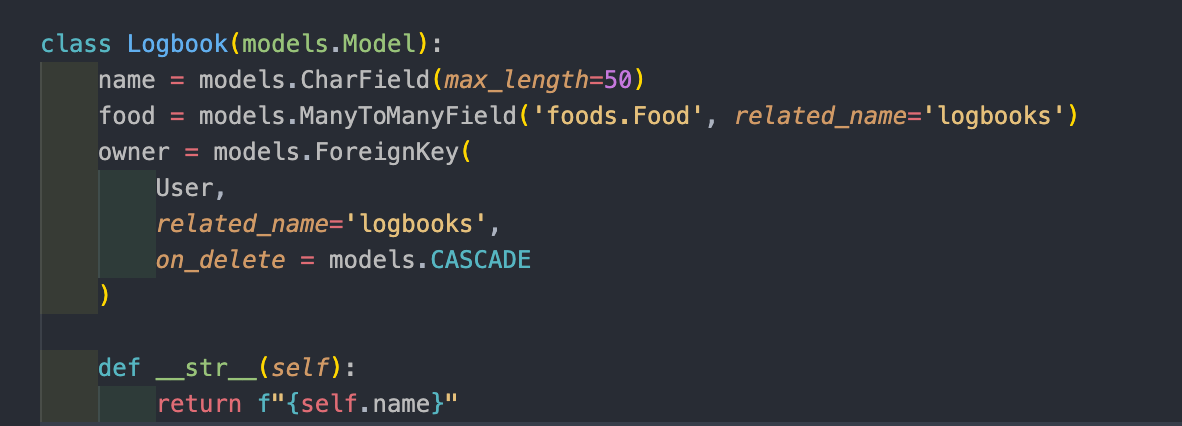 class Logbook(models.Model):
    name = models.CharField(max_length=50)
    food = models.ManyToManyField('foods.Food', related_name='logbooks')
    owner = models.ForeignKey(
        User,
        related_name='logbooks',
        on_delete = models.CASCADE
    )

    def __str__(self):
        return f"{self.name}"